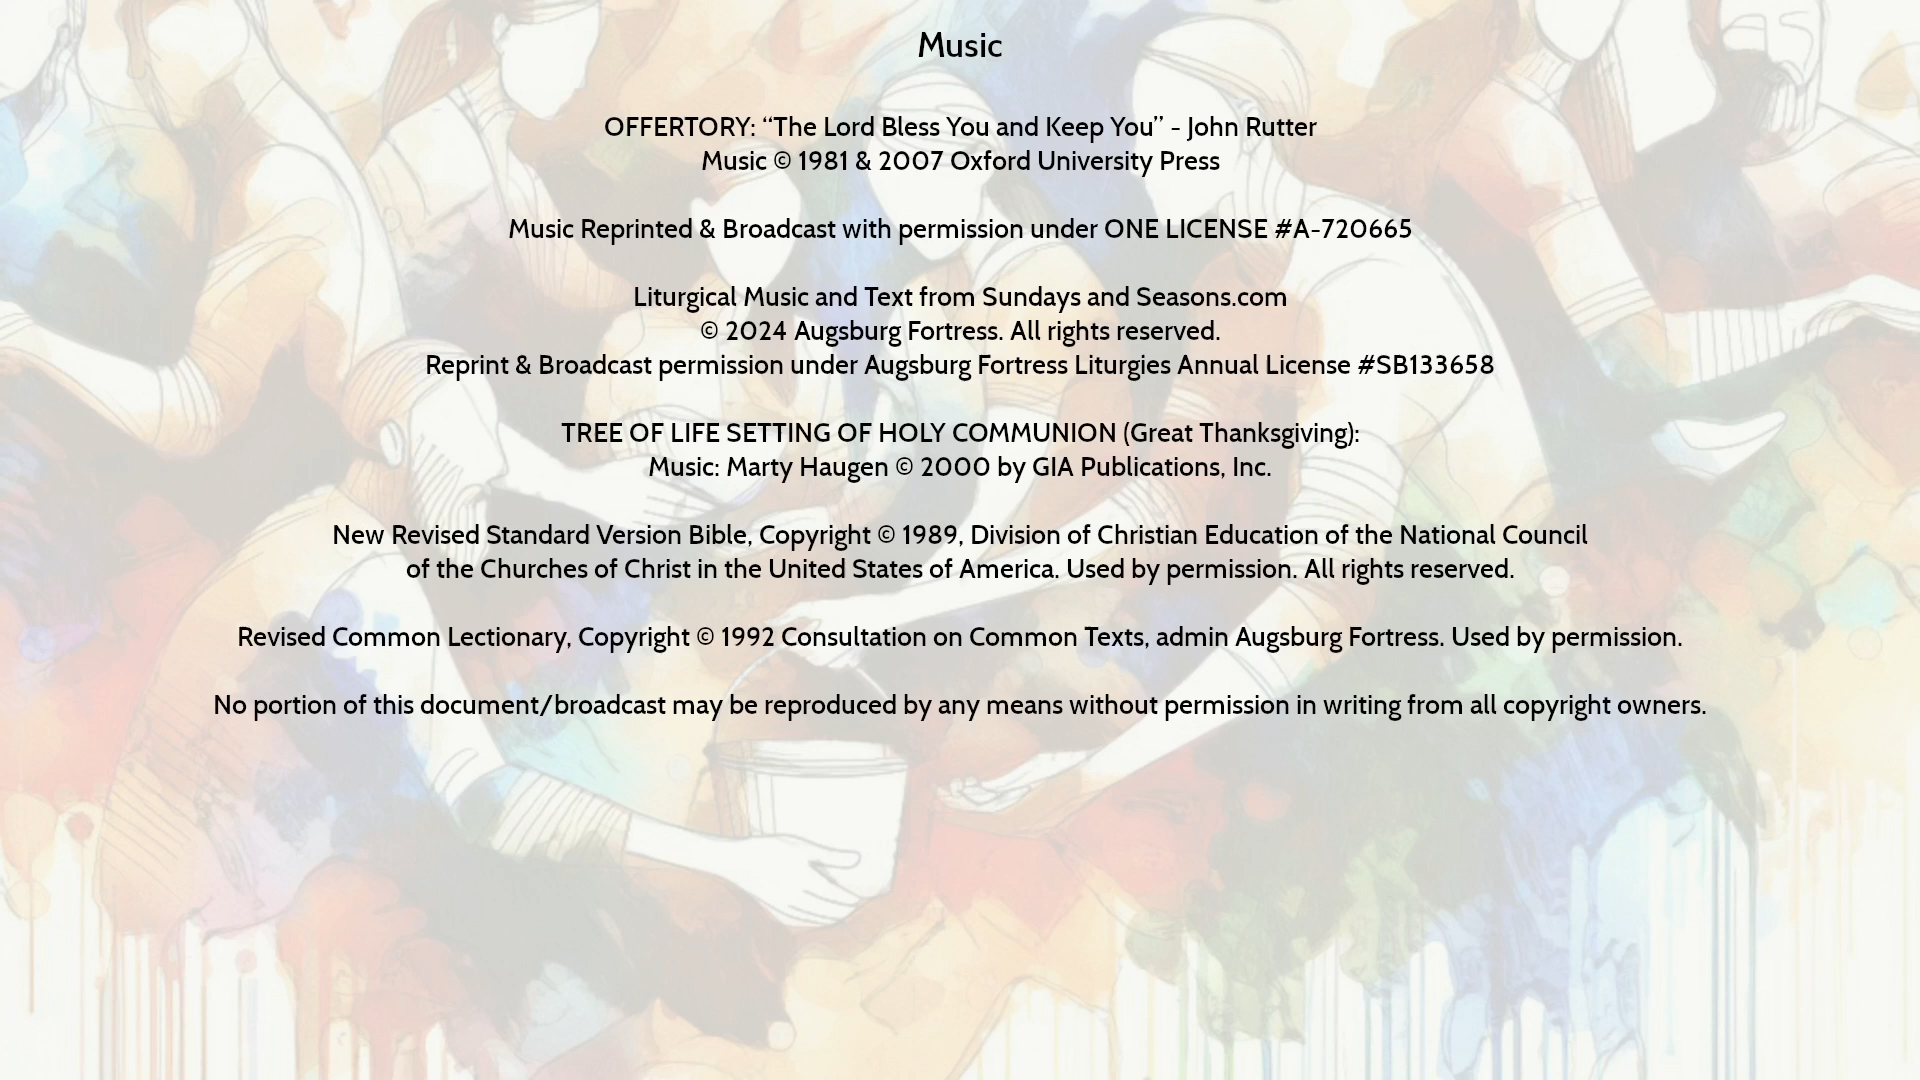 Music
OFFERTORY: “The Lord Bless You and Keep You” - John Rutter
Music © 1981 & 2007 Oxford University Press
Music Reprinted & Broadcast with permission under ONE LICENSE #A-720665
Liturgical Music and Text from Sundays and Seasons.com
© 2024 Augsburg Fortress. All rights reserved.
Reprint & Broadcast permission under Augsburg Fortress Liturgies Annual License #SB133658
TREE OF LIFE SETTING OF HOLY COMMUNION (Great Thanksgiving):
Music: Marty Haugen © 2000 by GIA Publications, Inc.
New Revised Standard Version Bible, Copyright © 1989, Division of Christian Education of the National Council
of the Churches of Christ in the United States of America. Used by permission. All rights reserved.
Revised Common Lectionary, Copyright © 1992 Consultation on Common Texts, admin Augsburg Fortress. Used by permission.
No portion of this document/broadcast may be reproduced by any means without permission in writing from all copyright owners.